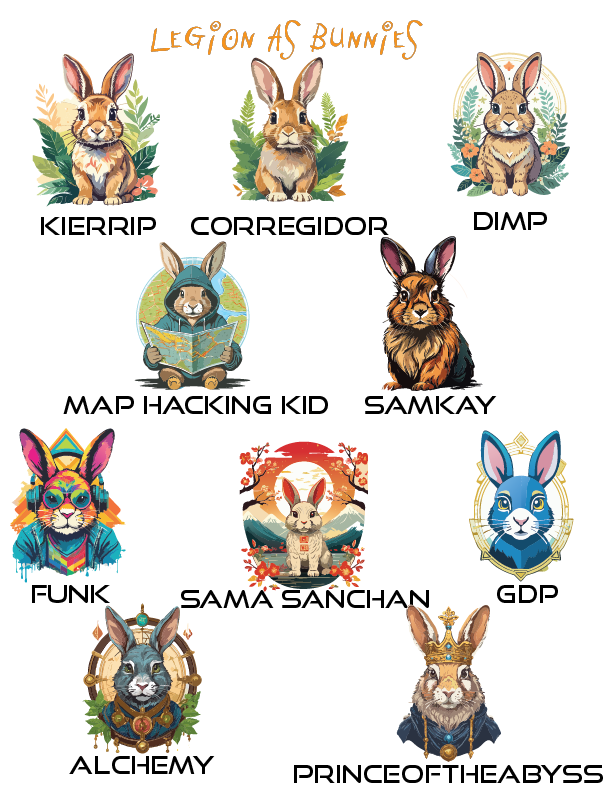 Legion As Bunnies
KIERRIP CORREGIDOR DIMP
MAP HACKING KID SAMKAY
FUNK SAMA SANCHAN GDP
ALCHEMY PRINCEOFTHEABYSS